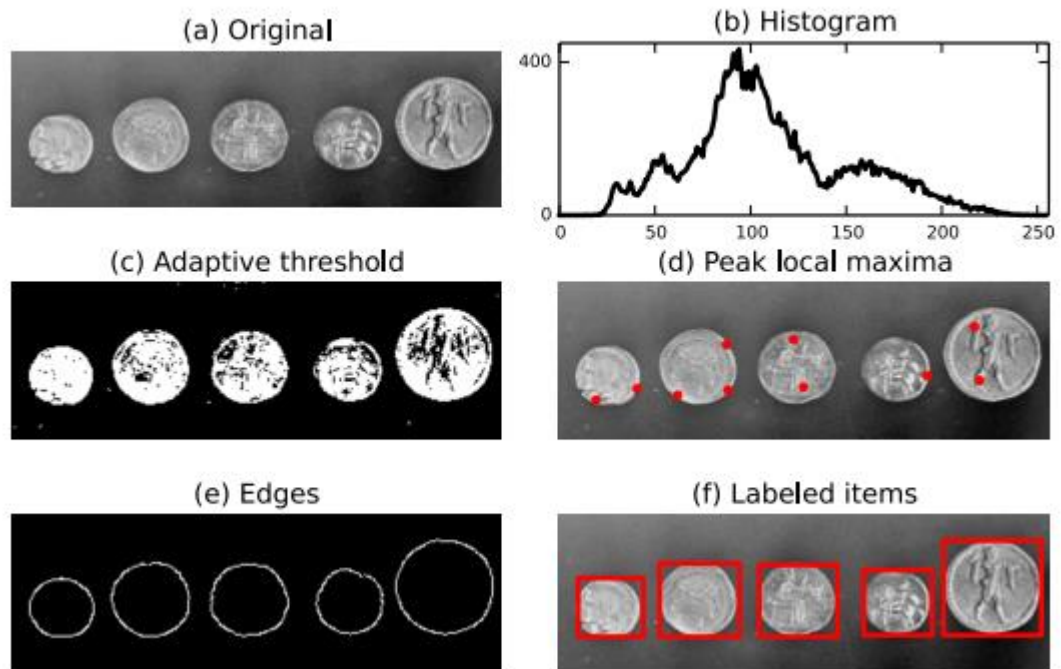 (a) Original
(b) Histogram
400
0
0 50 100 150 200 250
(c) Adaptive threshold
(d) Peak local maxima
(e) Edges
(f) Labeled items